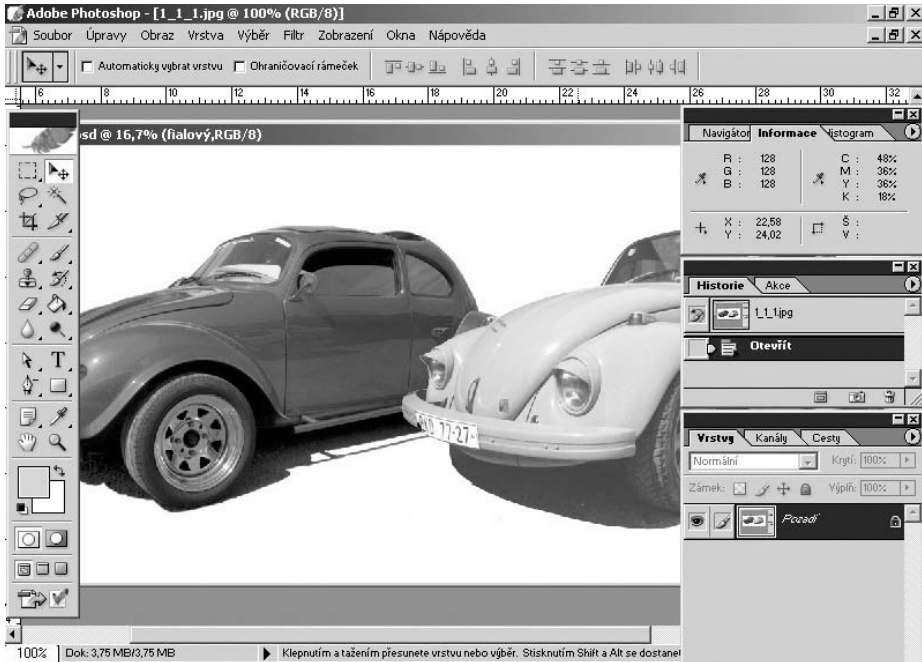 Adobe Photoshop - [1_1_1.jpg @ 100% (RGB/8)]
Soubor Úpravy Obraz Vrstva Výběr Filtr Zobrazení Okna Nápověda
Automaticky vybrat vrstvu Ohraničovací rámeček
6 8 10 12 14 16 18 20 22 24 26 28 30 32
sd @ 16,7% (fialový,RGB/8)
Navigátor Informace Histogram
R : 128 C : 48%
G : 128 M : 36%
B : 128 Y : 36%
K : 18%
X : 22,58 Š :
Y : 24,02 V :
Historie Akce
1_1_1.jpg
Otevřít
Vrstvy Kanály Cesty
Normální Krytí: 100%
Zámek: Výplň: 100%
Pozadí
77-27
T
100% Dok: 3,75 MB/3,75 MB Klepnutím a tažením přesunete vrstvu nebo výběr. Stisknutím Shift a Alt se dostanet